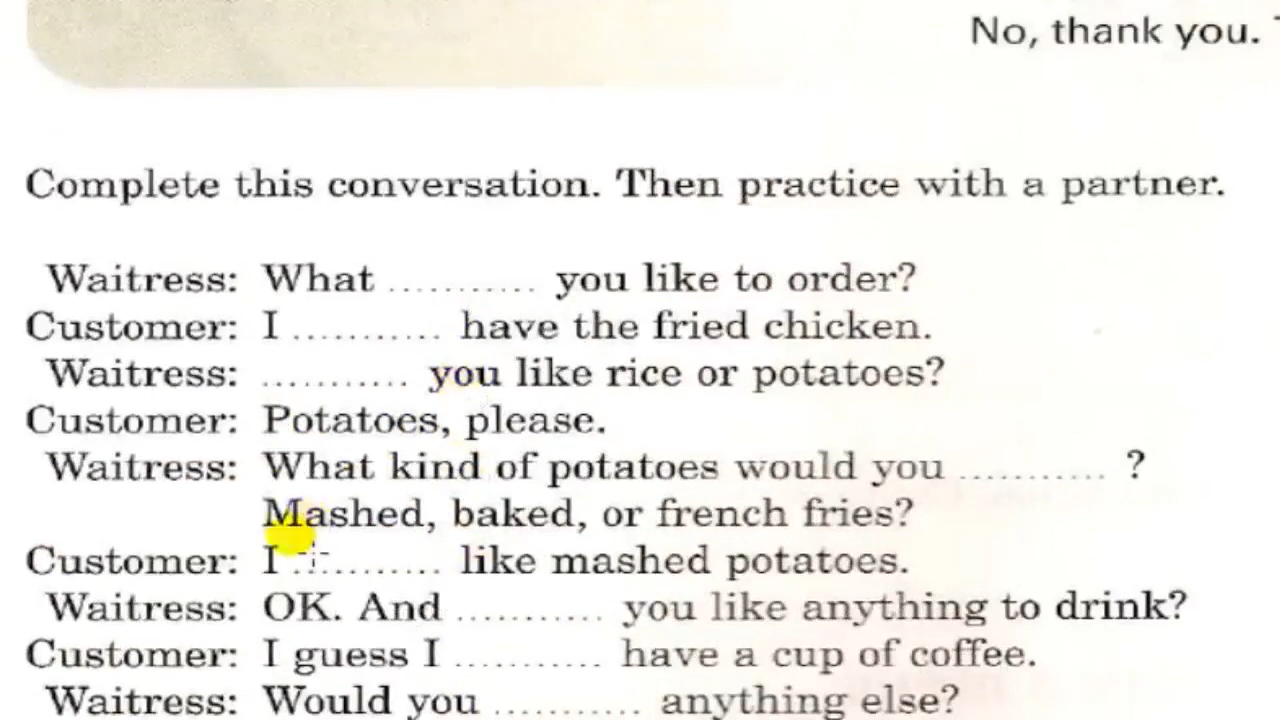 No, thank you.
Complete this conversation. Then practice with a partner.
Waitress: What ........... you like to order?
Customer: I ........... have the fried chicken.
Waitress: ........... you like rice or potatoes?
Customer: Potatoes, please.
Waitress: What kind of potatoes would you ........... ?
Mashed, baked, or french fries?
Customer: I ........... like mashed potatoes.
Waitress: OK. And ........... you like anything to drink?
Customer: I guess I ........... have a cup of coffee.
Waitress: Would you ........... anything else?